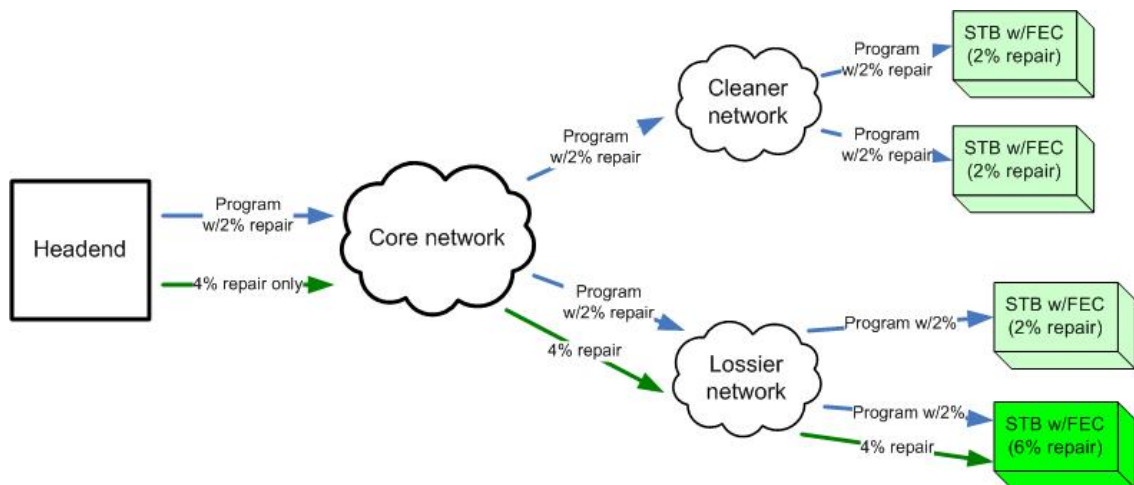 Headend
Program
w/2% repair
4% repair only
Core network
Program
w/2% repair
Cleaner
network
Program
w/2% repair
STB w/FEC
(2% repair)
Program
w/2% repair
STB w/FEC
(2% repair)
Program
w/2% repair
4% repair
Lossier
network
Program w/2%
STB w/FEC
(2% repair)
Program w/2%
4% repair
STB w/FEC
(6% repair)